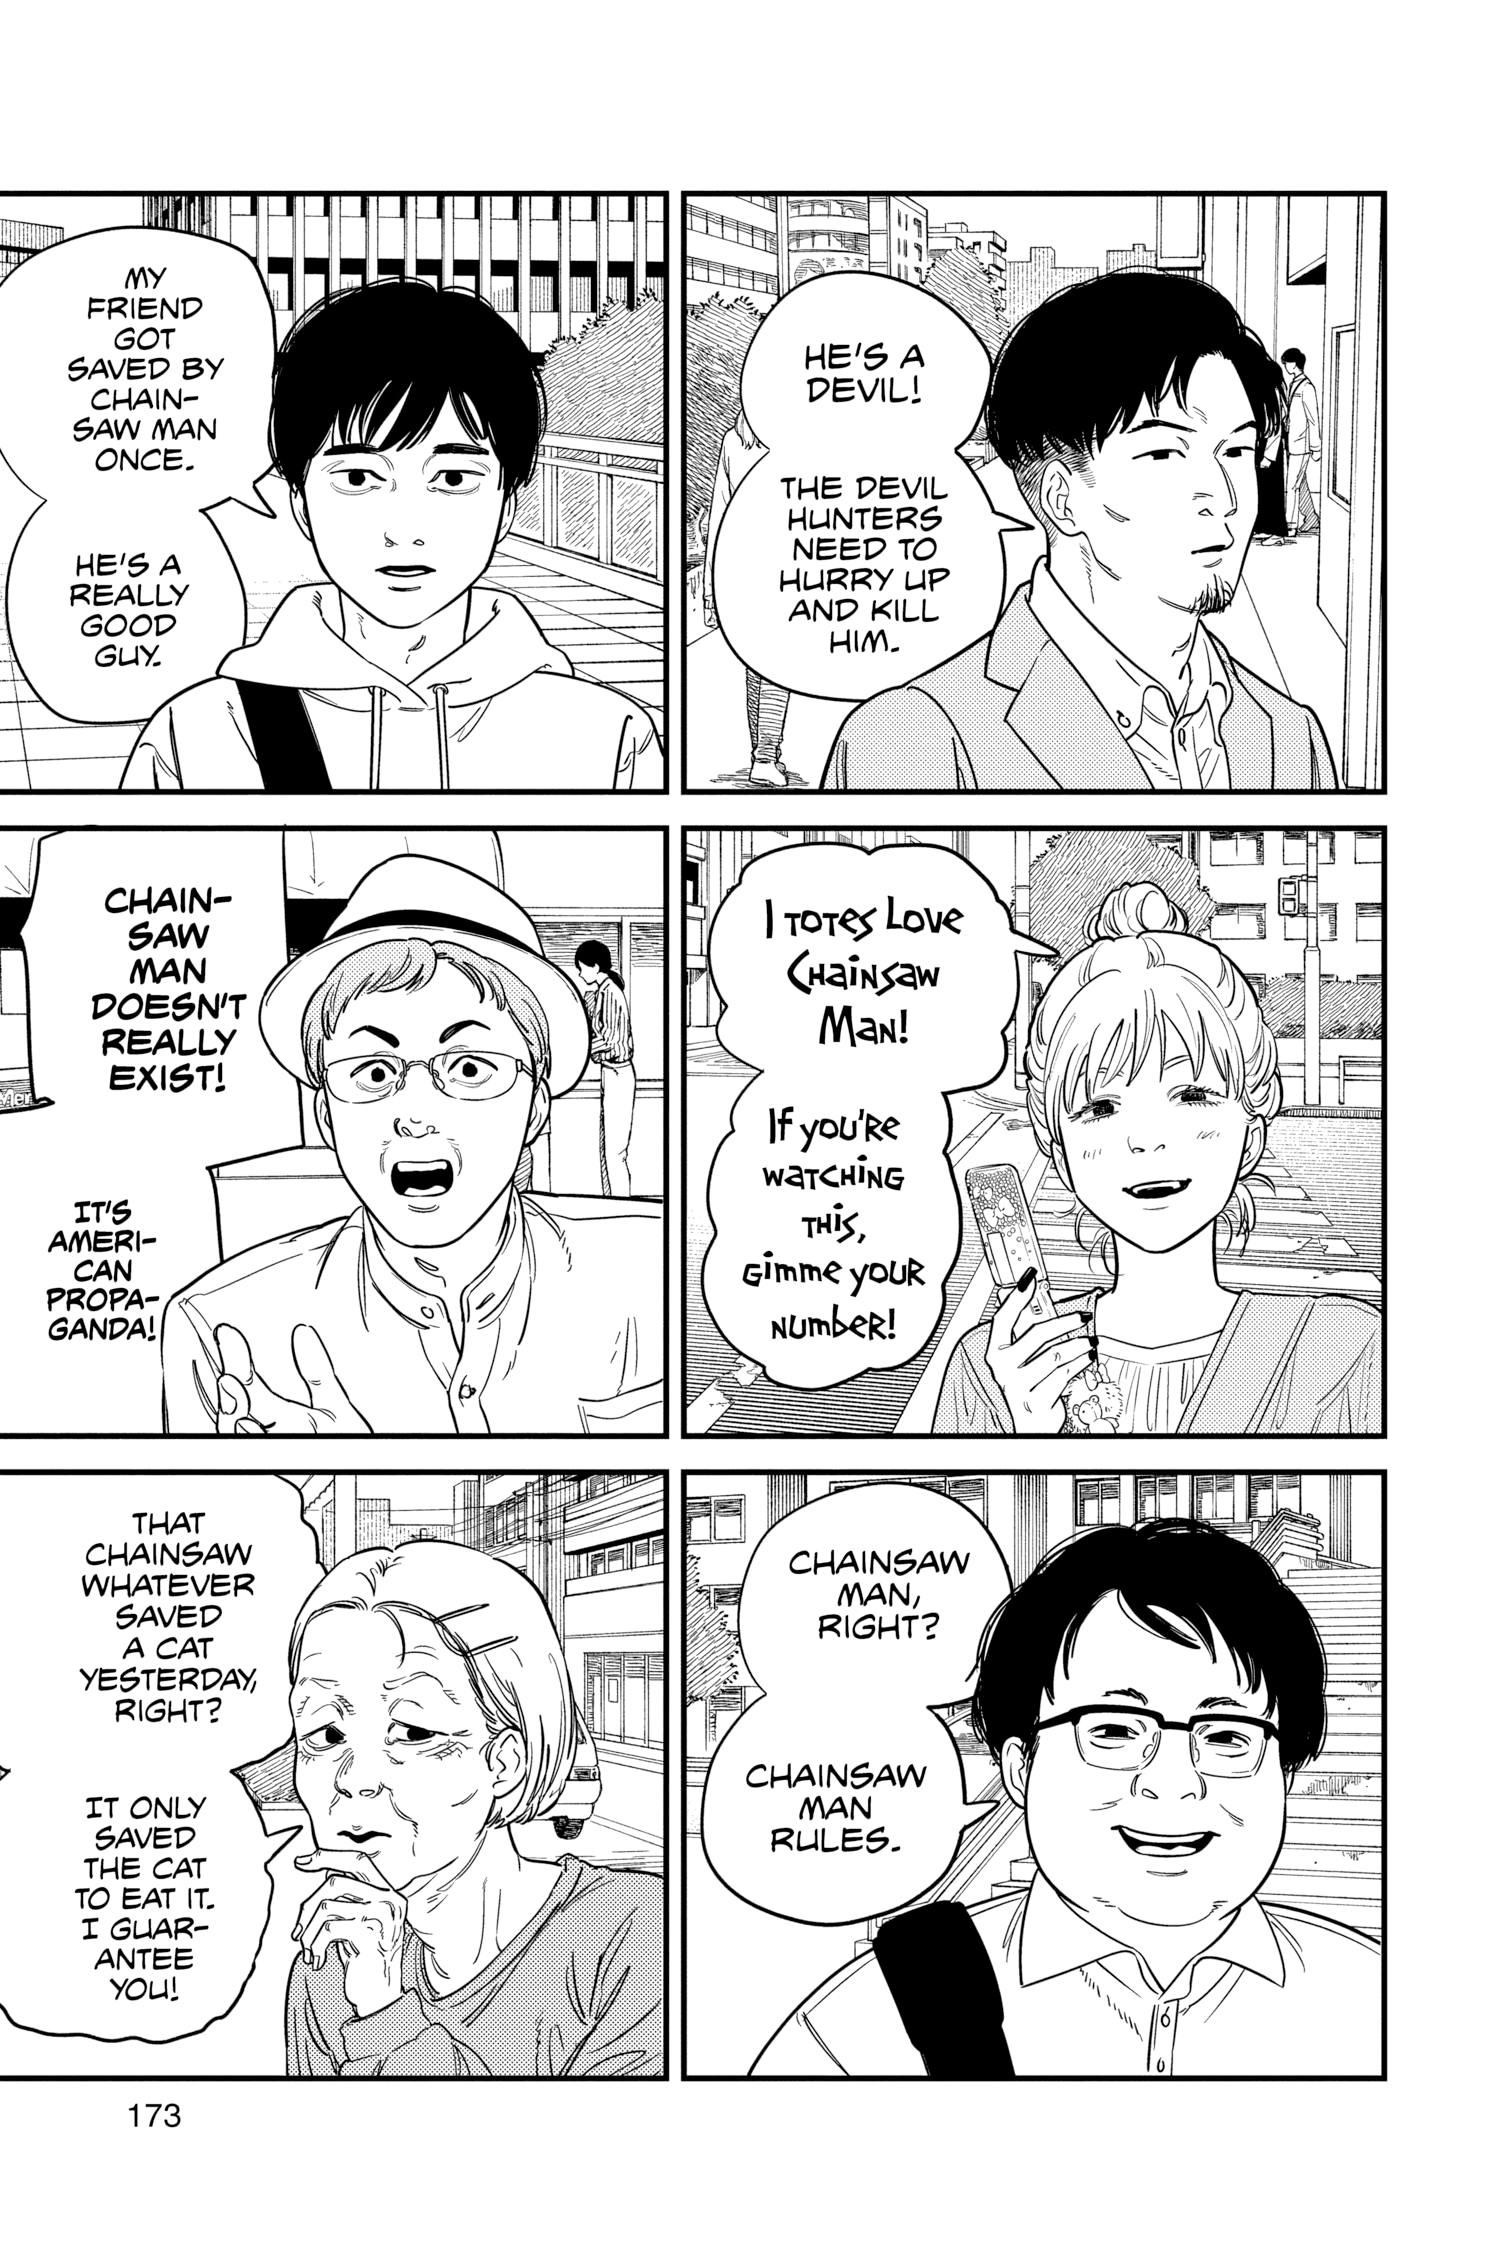 HE'S A
DEVIL!
THE DEVIL
HUNTERS
NEED TO
HURRY UP
AND KILL
HIM.
MY
FRIEND
GOT
SAVED BY
CHAIN-
SAW MAN
ONCE.
HE'S A
REALLY
GOOD
GUY.
I TOTES LOVE
CHAINSAW
MAN!
IF YOU'RE
WATCHING
THIS,
GIMME YOUR
NUMBER!
CHAIN-
SAW
MAN
DOESN'T
REALLY
EXIST!
IT'S
AMERI-
CAN
PROPA-
GANDA!
Mer
CHAINSAW
MAN,
RIGHT?
CHAINSAW
MAN
RULES.
THAT
CHAINSAW
WHATEVER
SAVED
A CAT
YESTERDAY,
RIGHT?
IT ONLY
SAVED
THE CAT
TO EAT IT.
I GUAR-
ANTEE
YOU!
173